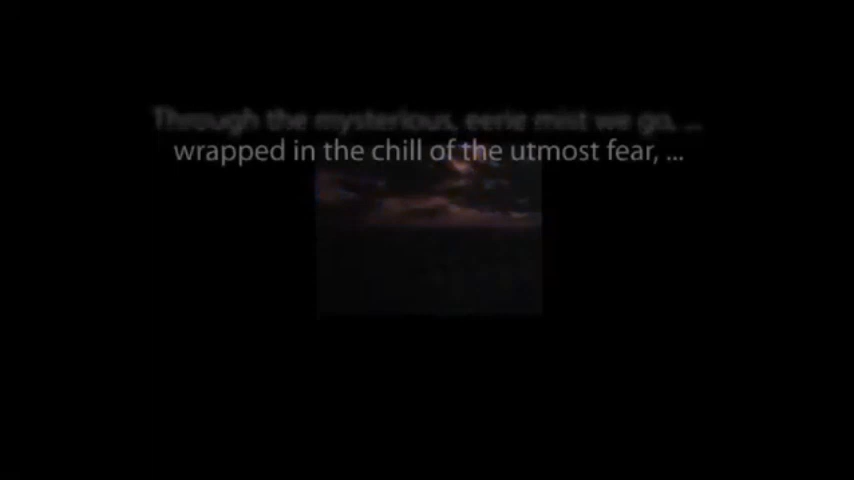 Through the mysterious, eerie mist we go, ...
wrapped in the chill of the utmost fear, ...